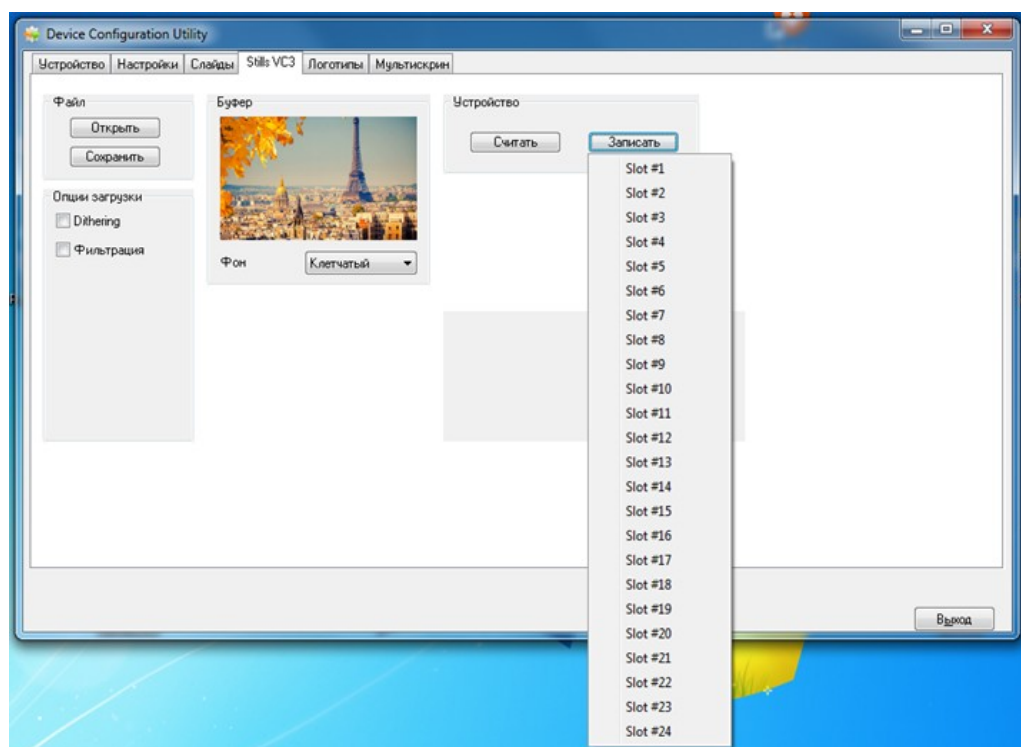 Device Configuration Utility
Устройство Настройки Слайды Stills VC3 Логотипы Мультискрин
Файл
Открыть
Сохранить
Опции загрузки
Dithering
Фильтрация
Буфер
Фон Клетчатый
Устройство
Считать Записать
Slot #1
Slot #2
Slot #3
Slot #4
Slot #5
Slot #6
Slot #7
Slot #8
Slot #9
Slot #10
Slot #11
Slot #12
Slot #13
Slot #14
Slot #15
Slot #16
Slot #17
Slot #18
Slot #19
Slot #20
Slot #21
Slot #22
Slot #23
Slot #24
Выход